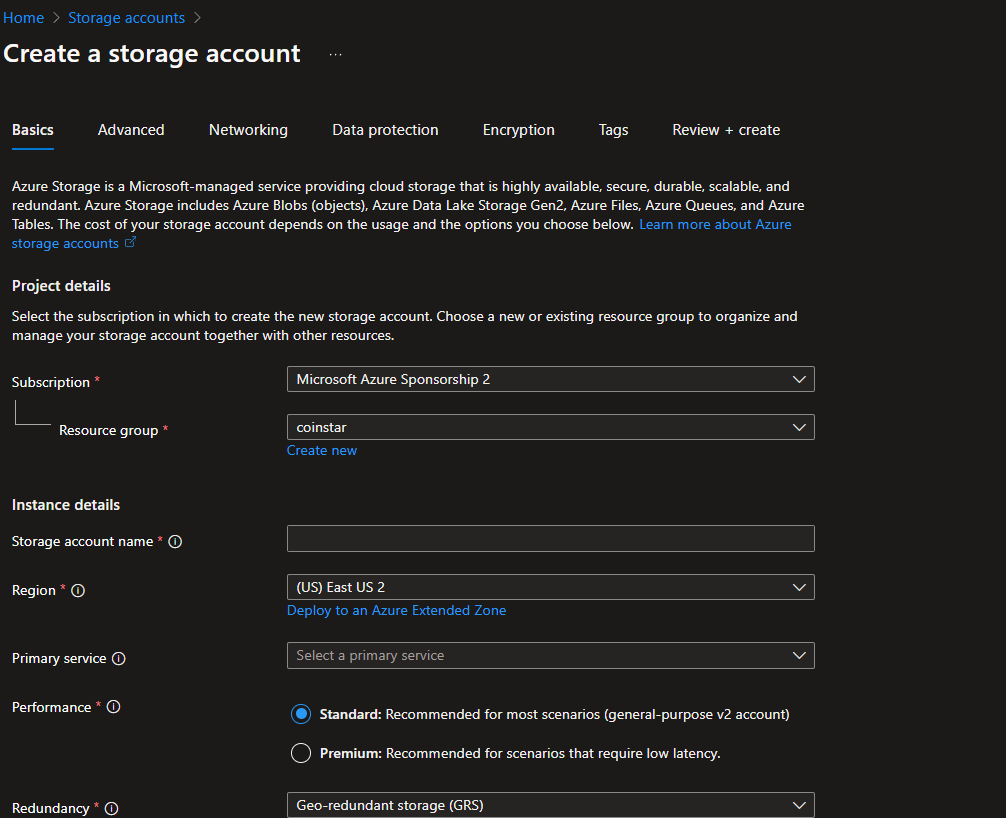 Home > Storage accounts >
Create a storage account ...
Basics Advanced Networking Data protection Encryption Tags Review + create
Azure Storage is a Microsoft-managed service providing cloud storage that is highly available, secure, durable, scalable, and
redundant. Azure Storage includes Azure Blobs (objects), Azure Data Lake Storage Gen2, Azure Files, Azure Queues, and Azure
Tables. The cost of your storage account depends on the usage and the options you choose below. Learn more about Azure
storage accounts
Project details
Select the subscription in which to create the new storage account. Choose a new or existing resource group to organize and
manage your storage account together with other resources.
Subscription * Microsoft Azure Sponsorship 2
Resource group * coinstar
Create new
Instance details
Storage account name *
Region * (US) East US 2
Deploy to an Azure Extended Zone
Primary service Select a primary service
Performance * Standard: Recommended for most scenarios (general-purpose v2 account)
Premium: Recommended for scenarios that require low latency.
Redundancy * Geo-redundant storage (GRS)